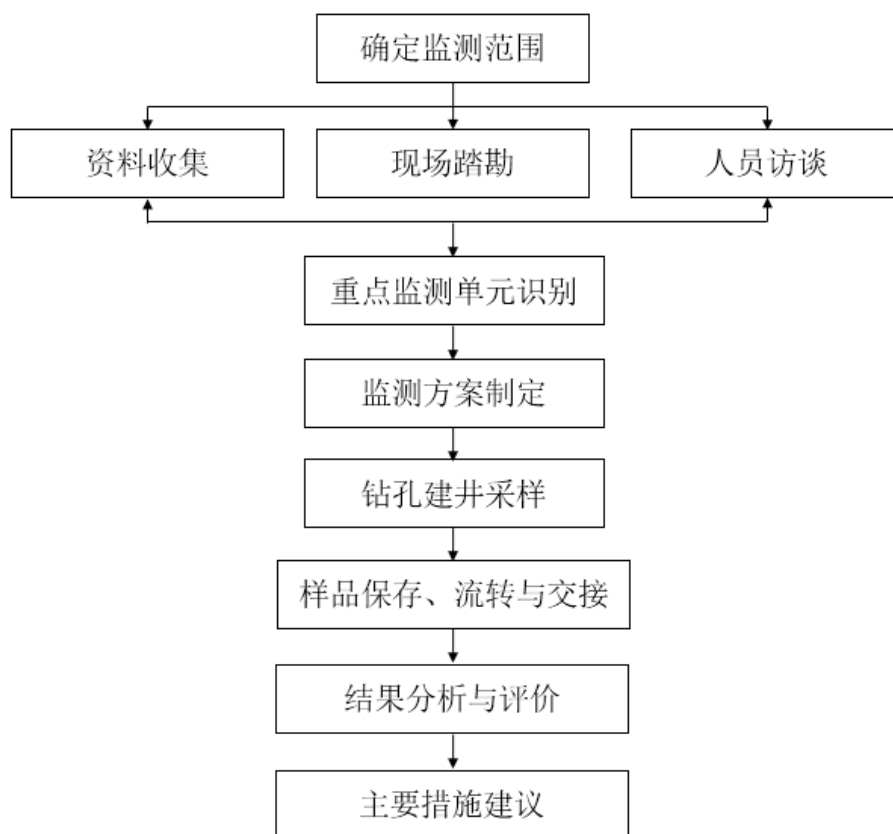 确定监测范围
资料收集
现场踏勘
人员访谈
重点监测单元识别
监测方案制定
钻孔建井采样
样品保存、流转与交接
结果分析与评价
主要措施建议